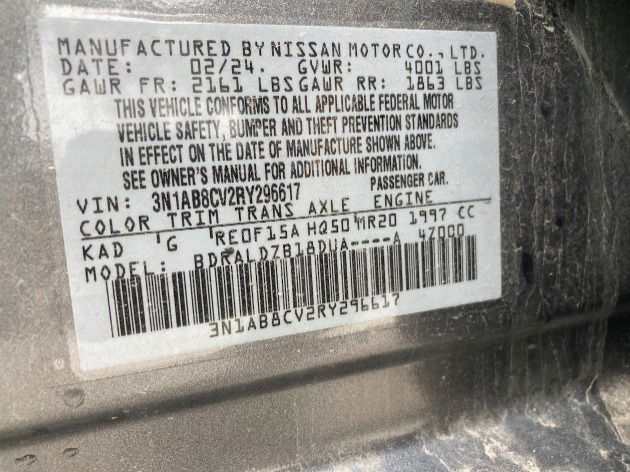 MANUFACTURED BY NISSAN MOTOR CO., LTD.
DATE: 02/24. GVWR: 4001 LBS
GAWR FR: 2161 LBS GAWR RR: 1863 LBS
THIS VEHICLE CONFORMS TO ALL APPLICABLE FEDERAL MOTOR
VEHICLE SAFETY, BUMPER AND THEFT PREVENTION STANDARDS
IN EFFECT ON THE DATE OF MANUFACTURE SHOWN ABOVE.
SEE OWNER'S MANUAL FOR ADDITIONAL INFORMATION.
VIN: 3N1AB8CV2RY296617 PASSENGER CAR.
COLOR TRIM TRANS AXLE ENGINE
KAD G RE0F15A HQ50 MR20 1997 CC
MODEL: BDRALDZB18DUA----A 47000
3N1AB8CV2RY296617